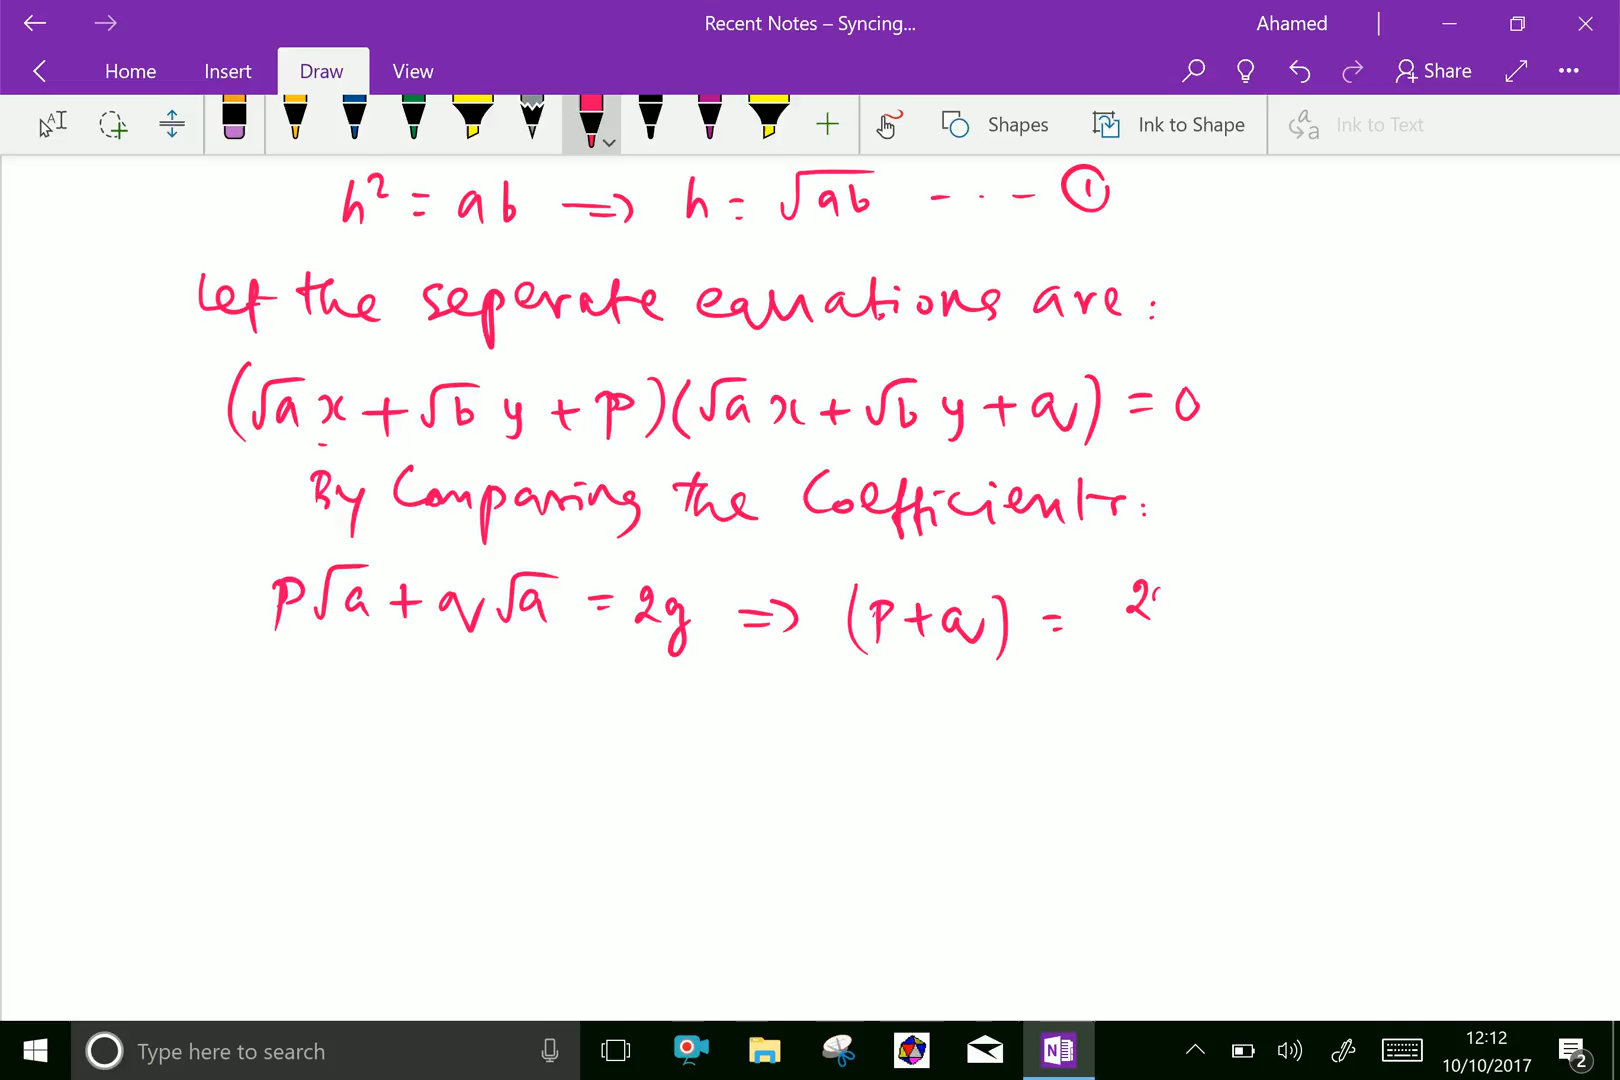 Recent Notes – Syncing...
Ahamed
Home Insert Draw View
Share
Shapes Ink to Shape Ink to Text
h² = ab ⟹ h = √ab - · · - ①
Let the seperate equations are :
(√a x + √b y + p)(√a x + √b y + q) = 0
By Comparing the Coefficients :
p√a + q√a = 2g ⟹ (p + q) = 2
Type here to search
12:12
10/10/2017
2